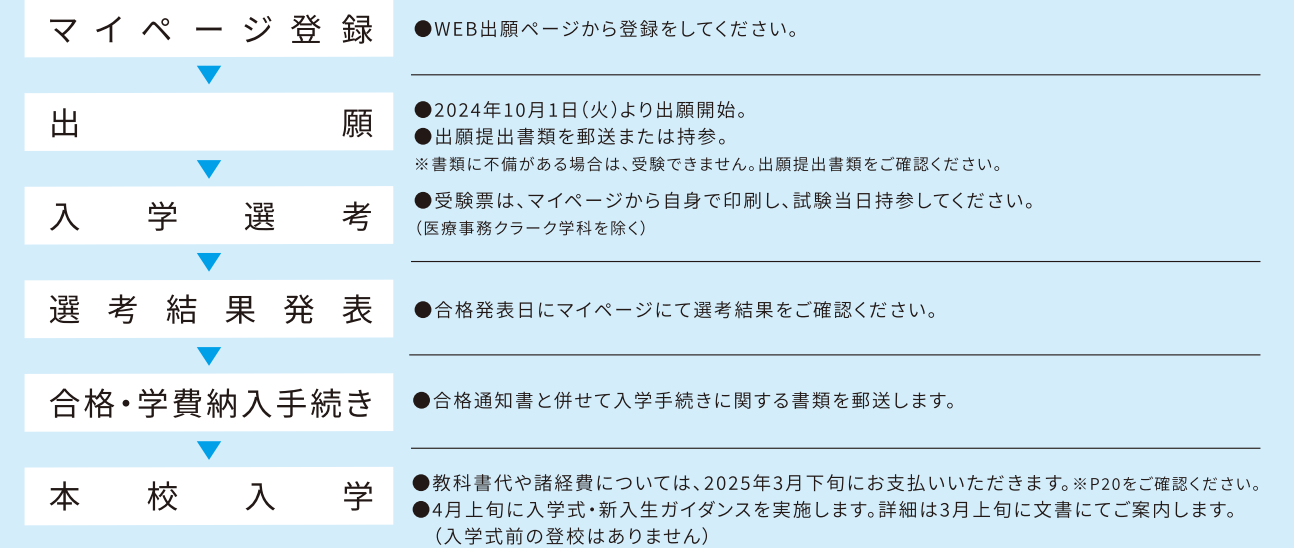 マイページ登録
●WEB出願ページから登録をしてください。
出願
●2024年10月1日(火)より出願開始。
●出願提出書類を郵送または持参。
※書類に不備がある場合は、受験できません。出願提出書類をご確認ください。
入学選考
●受験票は、マイページから自身で印刷し、試験当日持参してください。
(医療事務クラーク学科を除く)
選考結果発表
●合格発表日にマイページにて選考結果をご確認ください。
合格・学費納入手続き
●合格通知書と併せて入学手続きに関する書類を郵送します。
本校入学
●教科書代や諸経費については、2025年3月下旬にお支払いいただきます。※P20をご確認ください。
●4月上旬に入学式・新入生ガイダンスを実施します。詳細は3月上旬に文書にてご案内します。
(入学式前の登校はありません)